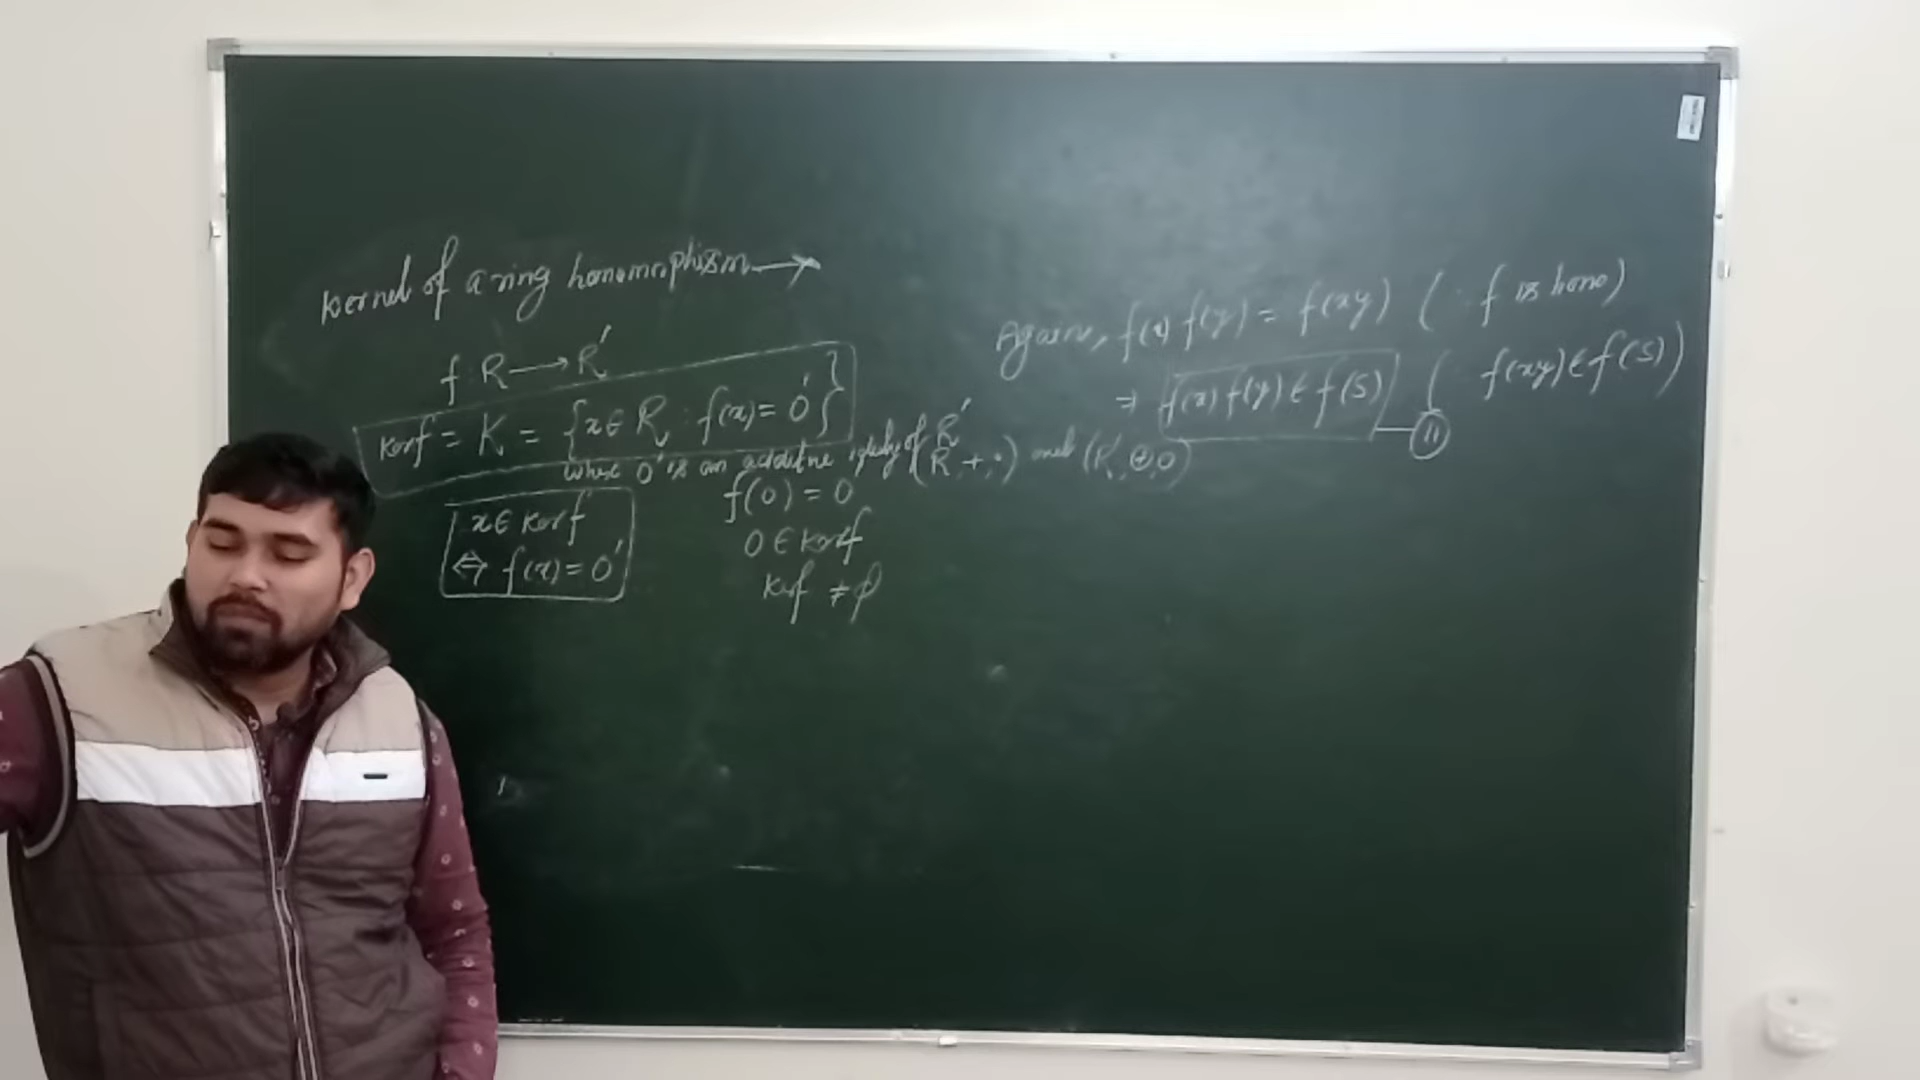 Kernel of a ring homomorphism →
f : R → R'
Kerf = K = {x ∈ R : f(x) = 0'}
where 0' is an additive identity of R'
(R, +, ·) and (R', ⊕, ⊙)
x ∈ Kerf
⇔ f(x) = 0'
f(0) = 0'
0 ∈ Kerf
Kerf ≠ φ
Again, f(x) f(y) = f(xy) (∵ f is homo)
⇒ f(x) f(y) ∈ f(S) (∵ f(xy) ∈ f(S))
—(ii)